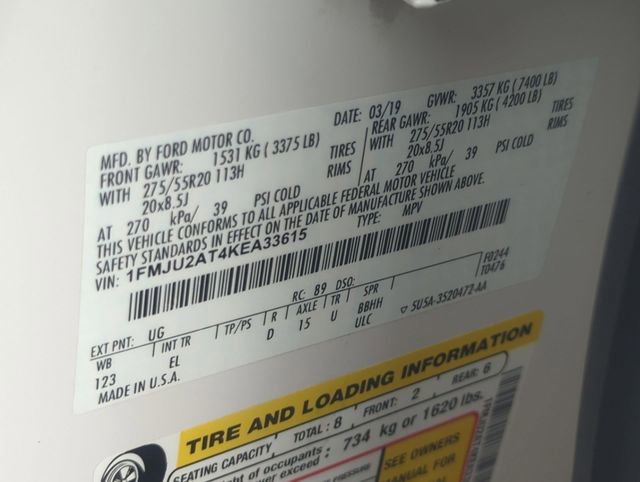 MFD. BY FORD MOTOR CO.
DATE: 03/19 GVWR: 3357 KG ( 7400 LB)
FRONT GAWR: 1531 KG ( 3375 LB)
REAR GAWR: 1905 KG ( 4200 LB)
WITH 275/55R20 113H TIRES
WITH 275/55R20 113H TIRES
20x8.5J RIMS
20x8.5J RIMS
AT 270 kPa/ 39 PSI COLD
AT 270 kPa/ 39 PSI COLD
THIS VEHICLE CONFORMS TO ALL APPLICABLE FEDERAL MOTOR VEHICLE
SAFETY STANDARDS IN EFFECT ON THE DATE OF MANUFACTURE SHOWN ABOVE.
VIN: 1FMJU2AT4KEA33615 TYPE: MPV
F0244
T0476
EXT PNT: UG RC: 89 DSO:
WB INT TR TP/PS R AXLE TR SPR
123 EL D 15 U BBHH
ULC
5U5A-3520472-AA
MADE IN U.S.A.
TIRE AND LOADING INFORMATION
SEATING CAPACITY TOTAL: 8 FRONT: 2 REAR: 6
of occupants
exceed: 734 kg or 1620 lbs.
PRESSURE
SEE OWNERS
MANUAL FOR